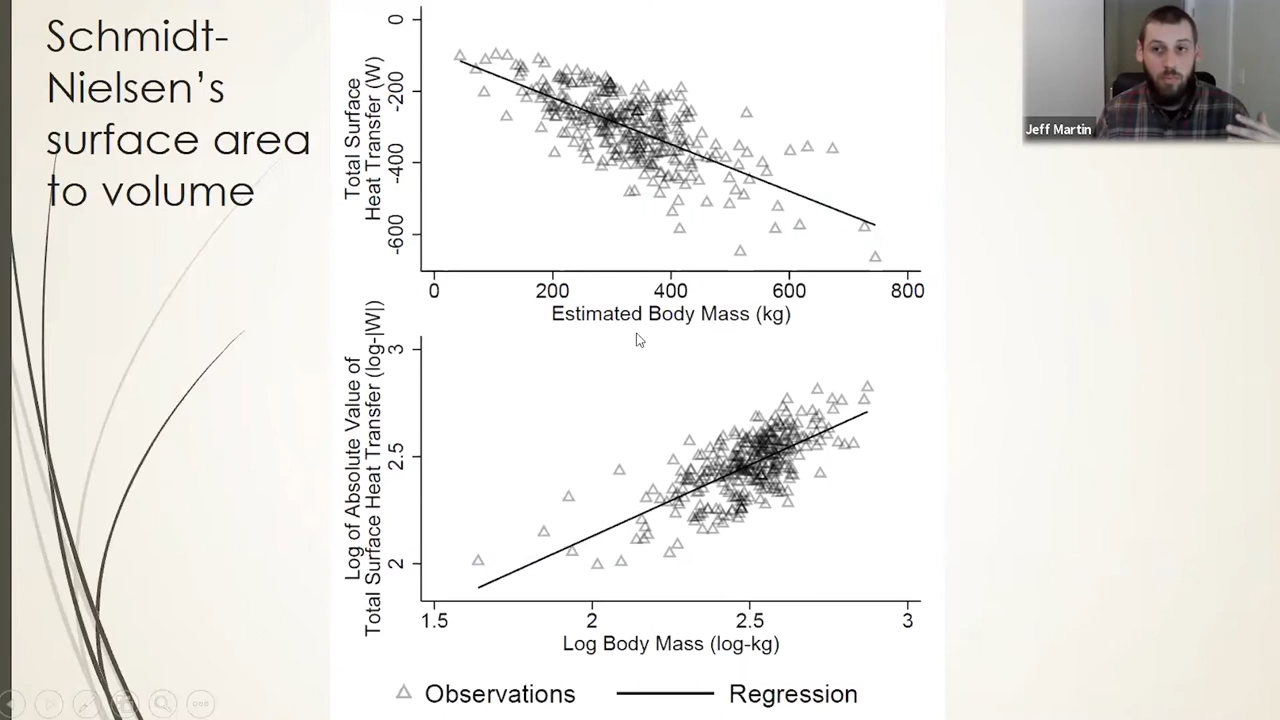 Schmidt-
Nielsen's
surface area
to volume
Total Surface
Heat Transfer (W)
0
-200
-400
-600
0 200 400 600 800
Estimated Body Mass (kg)
Log of Absolute Value of
Total Surface Heat Transfer (log-|W|)
3
2.5
2
1.5 2 2.5 3
Log Body Mass (log-kg)
Observations Regression
Jeff Martin